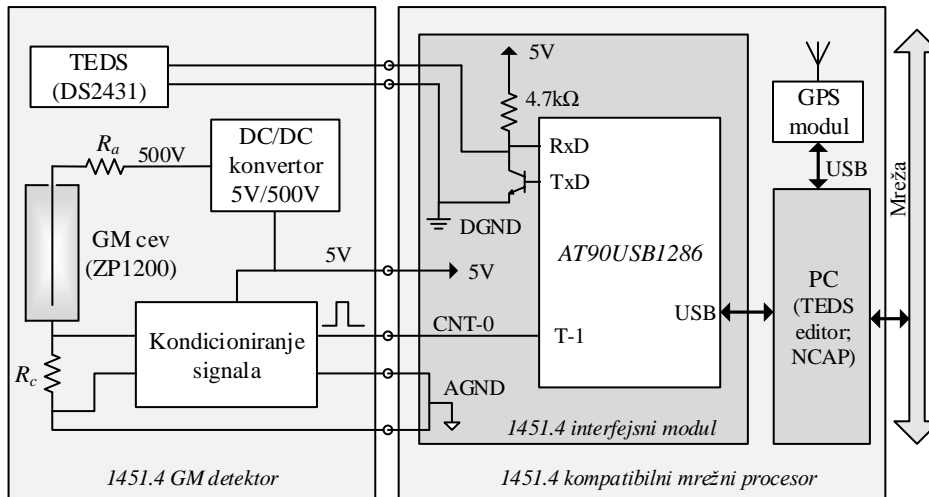 TEDS
(DS2431)
Ra
500V
DC/DC
konvertor
5V/500V
GM cev
(ZP1200)
5V
Kondicioniranje
signala
Rc
1451.4 GM detektor
5V
4.7kΩ
RxD
TxD
DGND
5V
AT90USB1286
CNT-0
T-1
USB
AGND
1451.4 interfejsni modul
GPS
modul
USB
PC
(TEDS
editor;
NCAP)
Mreža
1451.4 kompatibilni mrežni procesor